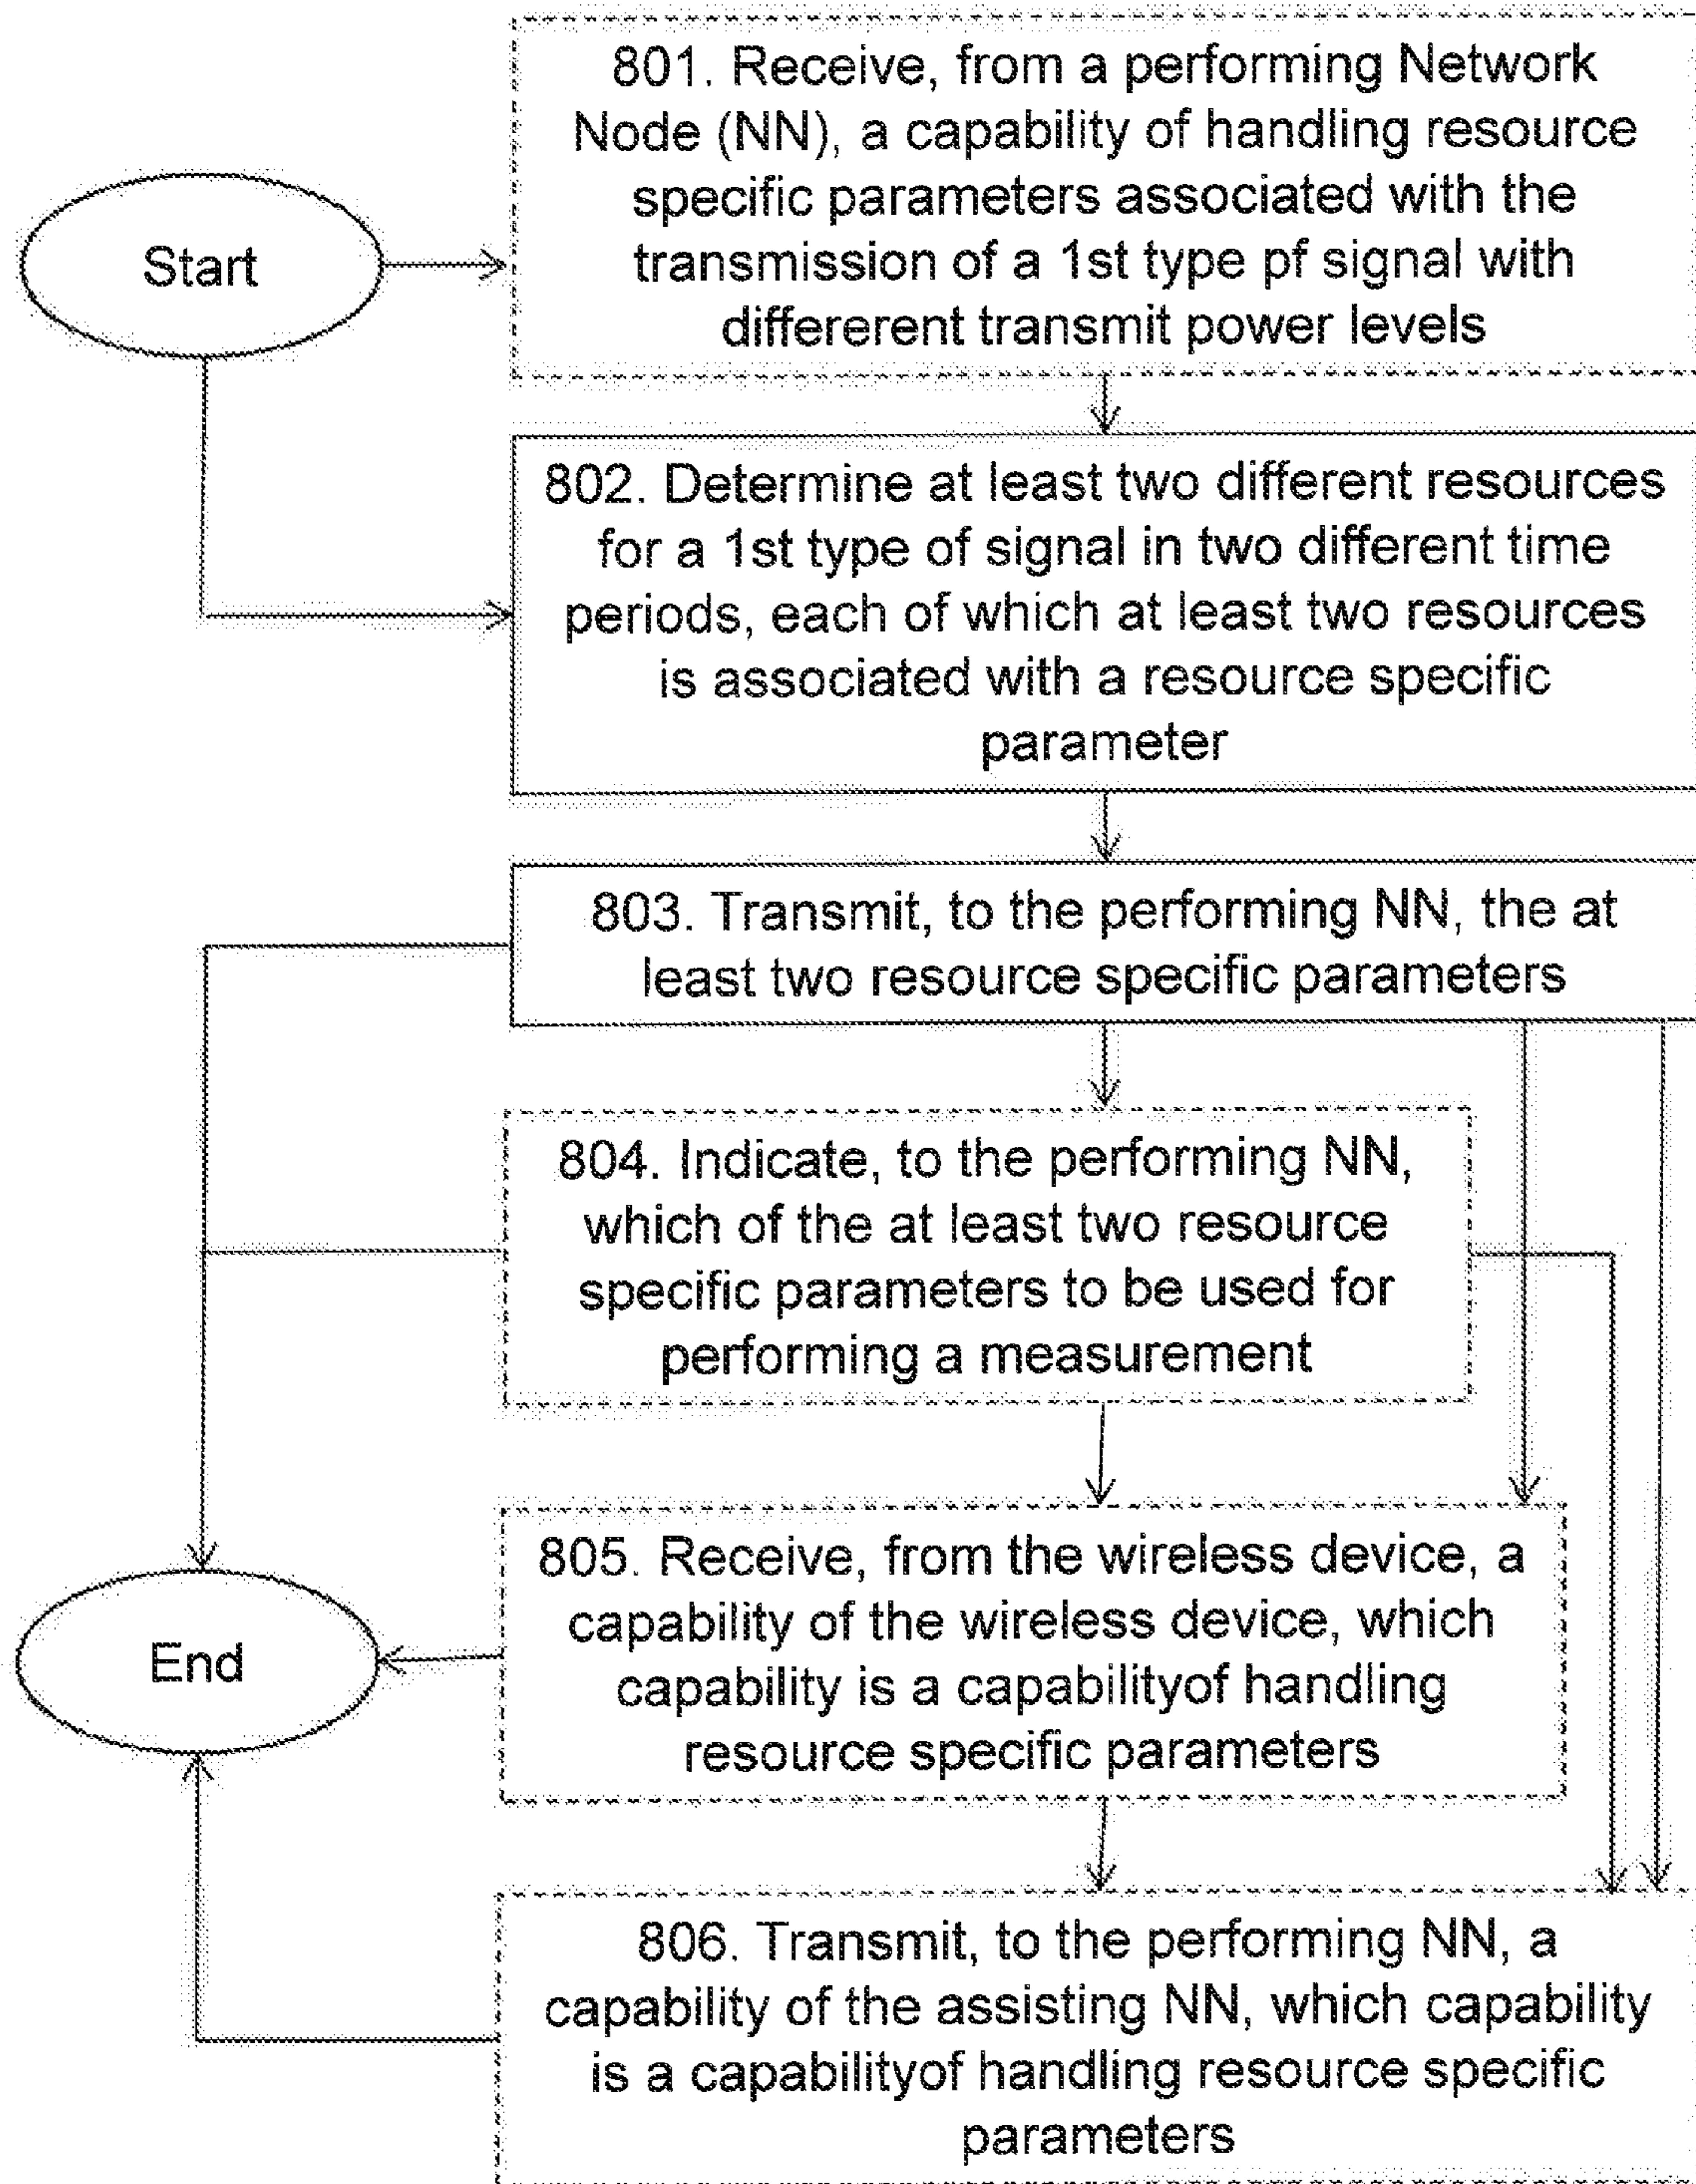 801. Receive, from a performing Network
Node (NN), a capability of handling resource
specific parameters associated with the
transmission of a 1st type pf signal with
differerent transmit power levels
Start
802. Determine at least two different resources
for a 1st type of signal in two different time
periods, each of which at least two resources
is associated with a resource specific
parameter
803. Transmit, to the performing NN, the at
least two resource specific parameters
804. Indicate, to the performing NN,
which of the at least two resource
specific parameters to be used for
performing a measurement
805. Receive, from the wireless device, a
capability of the wireless device, which
capability is a capabilityof handling
resource specific parameters
End
806. Transmit, to the performing NN, a
capability of the assisting NN, which capability
is a capabilityof handling resource specific
parameters